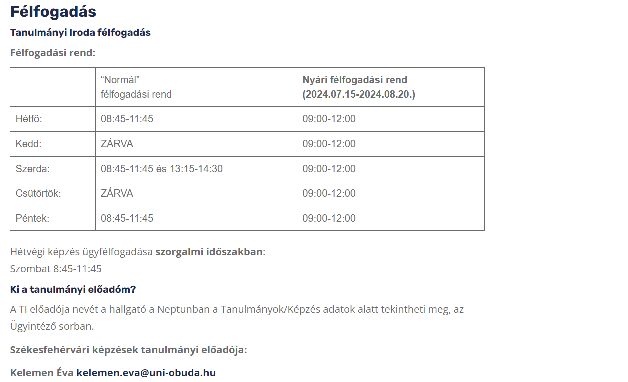 Félfogadás
Tanulmányi Iroda félfogadás
Félfogadási rend:
"Normál" félfogadási rend
Nyári félfogadási rend (2024.07.15-2024.08.20.)
Hétfő: 08:45-11:45 09:00-12:00
Kedd: ZÁRVA 09:00-12:00
Szerda: 08:45-11:45 és 13:15-14:30 09:00-12:00
Csütörtök: ZÁRVA 09:00-12:00
Péntek: 08:45-11:45 09:00-12:00
Hétvégi képzés ügyfélfogadása szorgalmi időszakban:
Szombat 8:45-11:45
Ki a tanulmányi előadóm?
A TI előadója nevét a hallgató a Neptunban a Tanulmányok/Képzés adatok alatt tekintheti meg, az
Ügyintéző sorban.
Székesfehérvári képzések tanulmányi előadója:
Kelemen Éva kelemen.eva@uni-obuda.hu